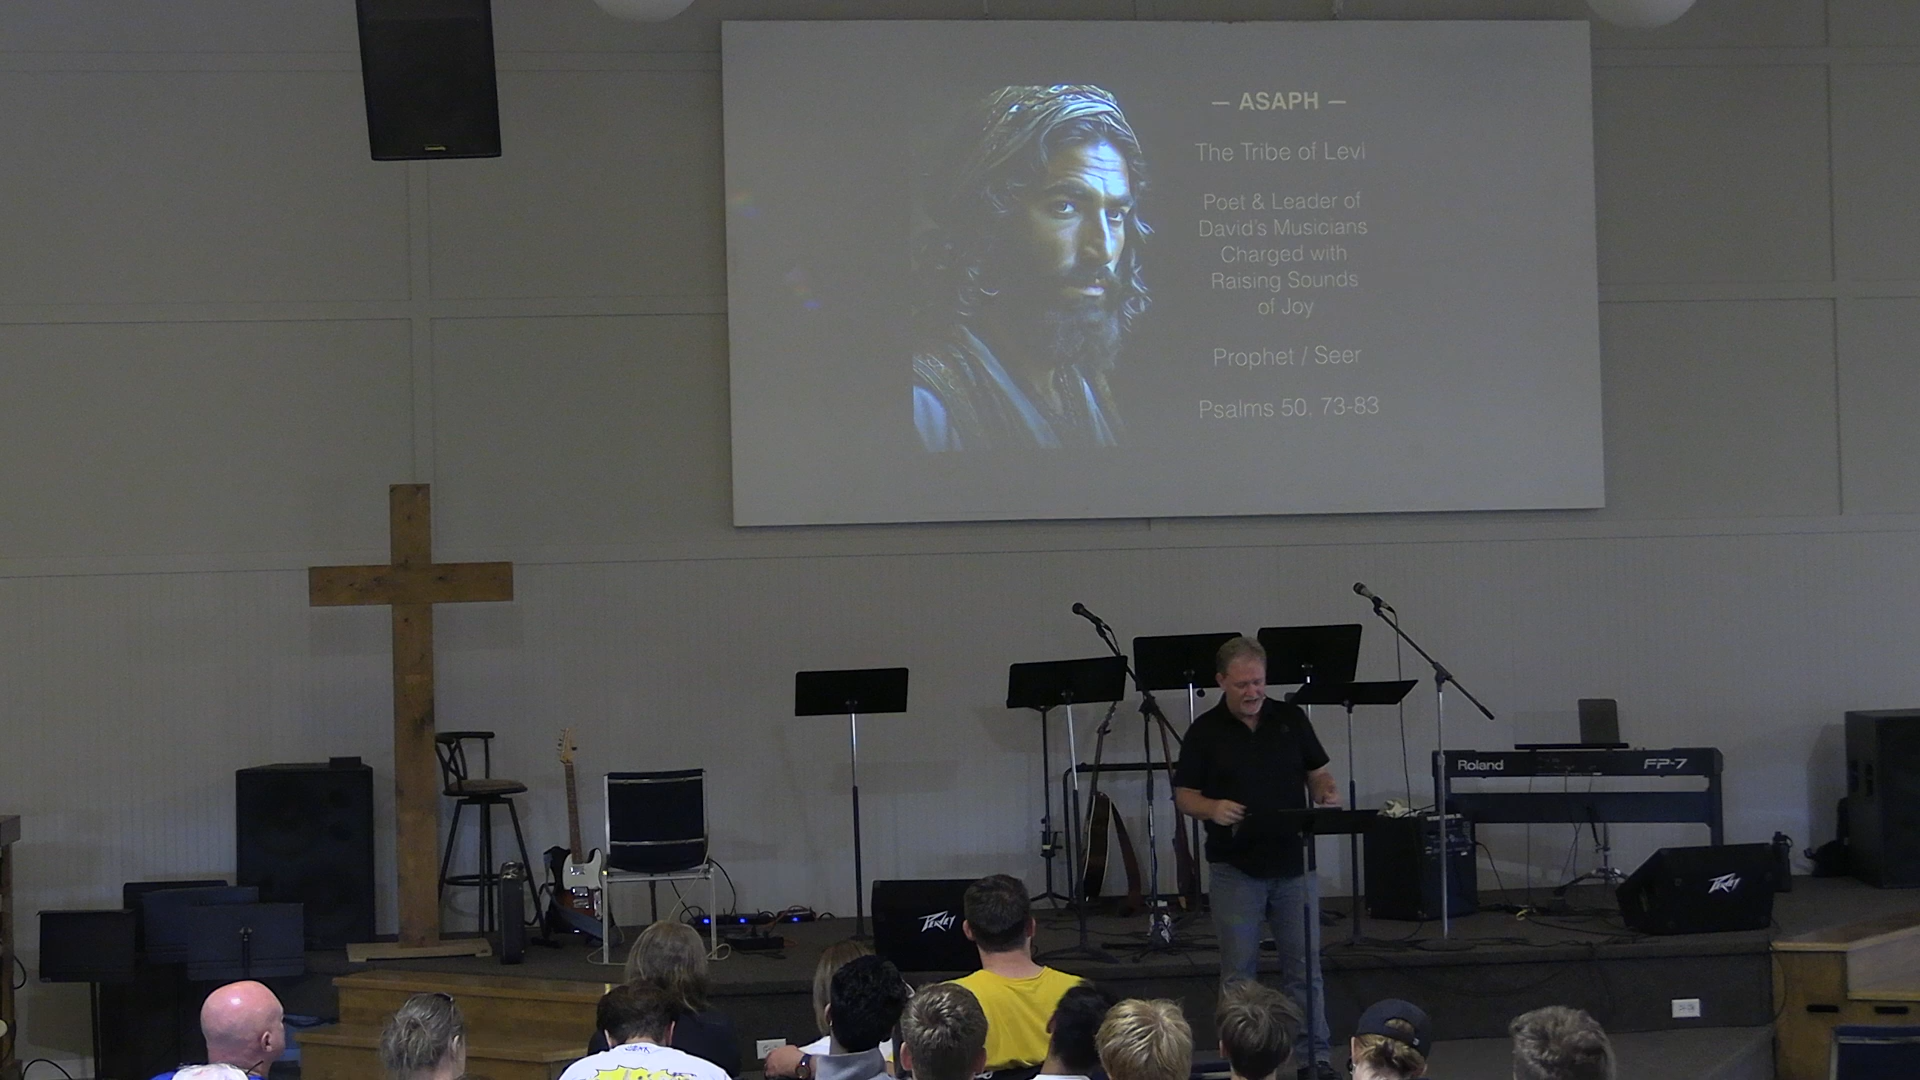 — ASAPH —
The Tribe of Levi
Poet & Leader of
David's Musicians
Charged with
Raising Sounds
of Joy
Prophet / Seer
Psalms 50, 73-83
Roland
FP-7
PEAVEY
PEAVEY